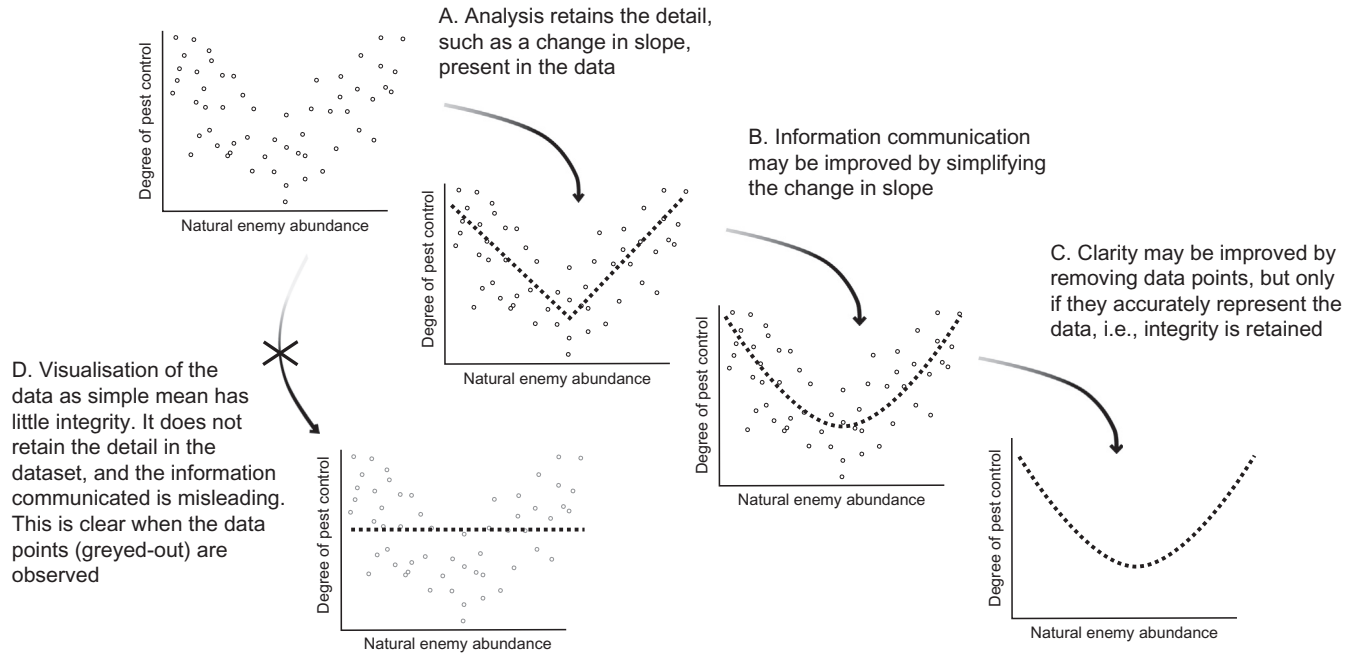 A. Analysis retains the detail,
such as a change in slope,
present in the data
Degree of pest control
Natural enemy abundance
B. Information communication
may be improved by simplifying
the change in slope
Degree of pest control
Natural enemy abundance
C. Clarity may be improved by
removing data points, but only
if they accurately represent the
data, i.e., integrity is retained
Degree of pest control
Natural enemy abundance
D. Visualisation of the
data as simple mean has
little integrity. It does not
retain the detail in the
dataset, and the information
communicated is misleading.
This is clear when the data
points (greyed-out) are
observed
Degree of pest control
Natural enemy abundance
Degree of pest control
Natural enemy abundance